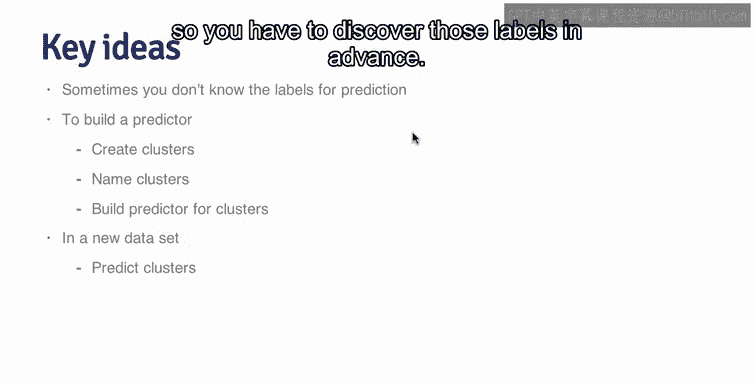 so you have to discover those labels in
advance.
Key ideas
· Sometimes you don't know the labels for prediction
· To build a predictor
- Create clusters
- Name clusters
- Build predictor for clusters
· In a new data set
- Predict clusters